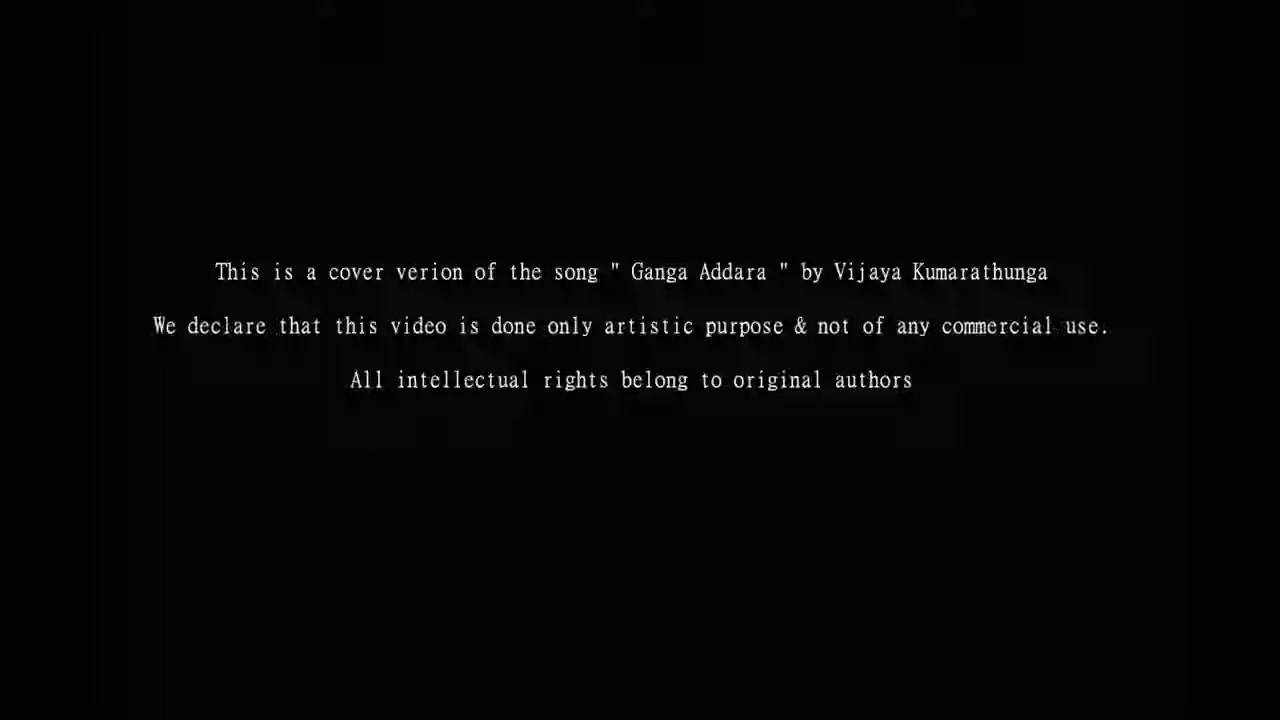 This is a cover verion of the song " Ganga Addara " by Vijaya Kumarathunga
We declare that this video is done only artistic purpose & not of any commercial use.
All intellectual rights belong to original authors